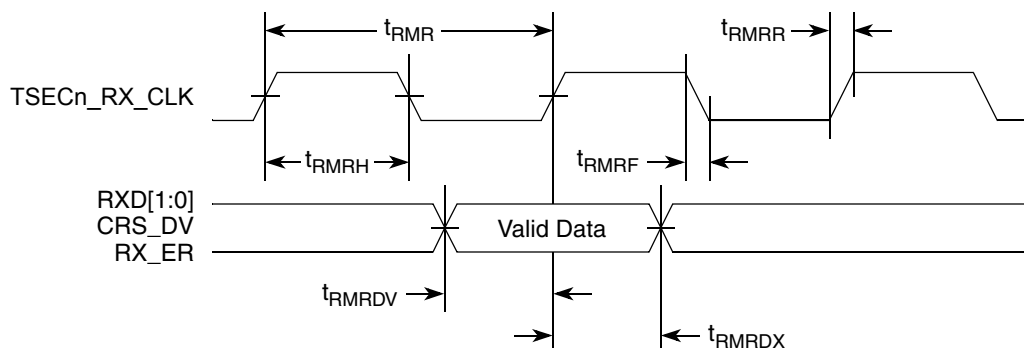 tRMR
tRMRR
TSECn_RX_CLK
tRMRH
tRMRF
RXD[1:0]
CRS_DV
RX_ER
Valid Data
tRMRDV
tRMRDX